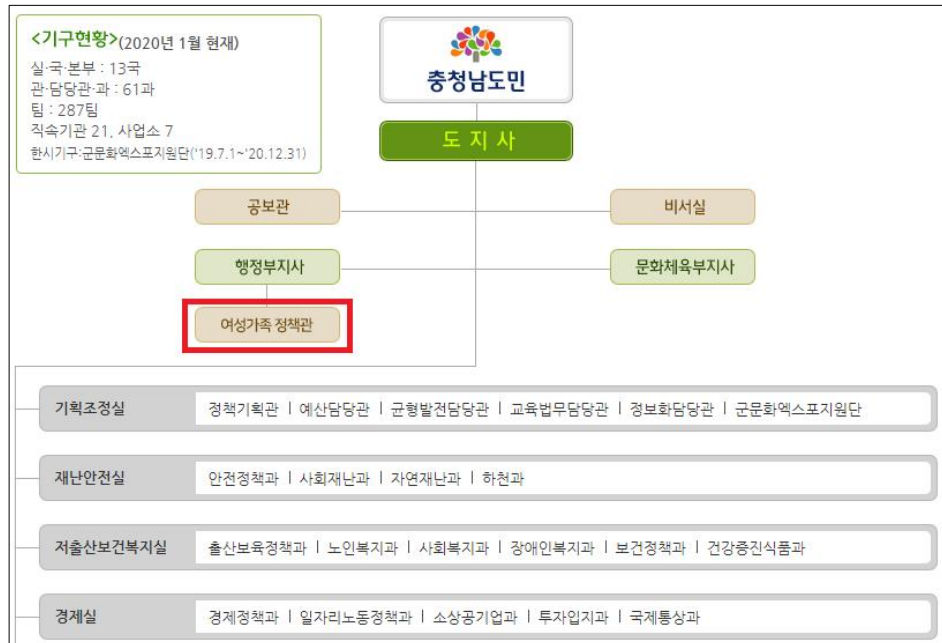 <기구현황>(2020년 1월 현재)
실·국·본부 : 13국
관·담당관·과 : 61과
팀 : 287팀
직속기관 21, 사업소 7
한시기구:군문화엑스포지원단('19.7.1~'20.12.31)
충청남도민
도 지 사
공보관
비서실
행정부지사
문화체육부지사
여성가족 정책관
기획조정실
정책기획관 | 예산담당관 | 균형발전담당관 | 교육법무담당관 | 정보화담당관 | 군문화엑스포지원단
재난안전실
안전정책과 | 사회재난과 | 자연재난과 | 하천과
저출산보건복지실
출산보육정책과 | 노인복지과 | 사회복지과 | 장애인복지과 | 보건정책과 | 건강증진식품과
경제실
경제정책과 | 일자리노동정책과 | 소상공기업과 | 투자입지과 | 국제통상과